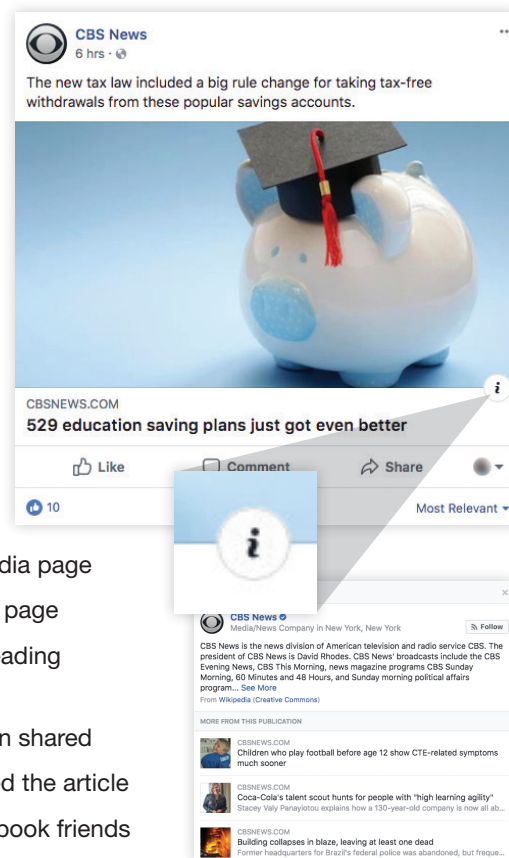 CBS News
6 hrs ·
The new tax law included a big rule change for taking tax-free
withdrawals from these popular savings accounts.
i
CBSNEWS.COM
529 education saving plans just got even better
Like
Comment
Share
10
Most Relevant
i
dia page
page
eading
n shared
d the article
book friends
CBS News
Media/News Company in New York, New York
Follow
CBS News is the news division of American television and radio service CBS. The
president of CBS News is David Rhodes. CBS News' broadcasts include the CBS
Evening News, CBS This Morning, news magazine programs CBS Sunday
Morning, 60 Minutes and 48 Hours, and Sunday morning political affairs
program... See More
From Wikipedia (Creative Commons)
MORE FROM THIS PUBLICATION
CBSNEWS.COM
Children who play football before age 12 show CTE-related symptoms
much sooner
CBSNEWS.COM
Coca-Cola's talent scout hunts for people with "high learning agility"
Stacey Valy Panayiotou explains how a 130-year-old company is now all ab...
CBSNEWS.COM
Building collapses in blaze, leaving at least one dead
Former headquarters for Brazil's federal police was abandoned, but freque...